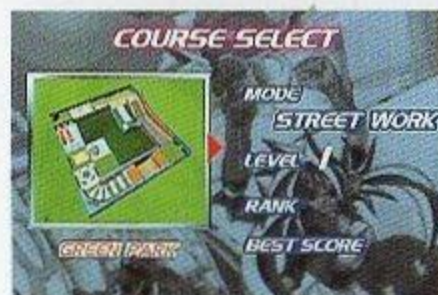 COURSE SELECT
MODE
STREET WORK
LEVEL 1
RANK
GREEN PARK
BEST SCORE